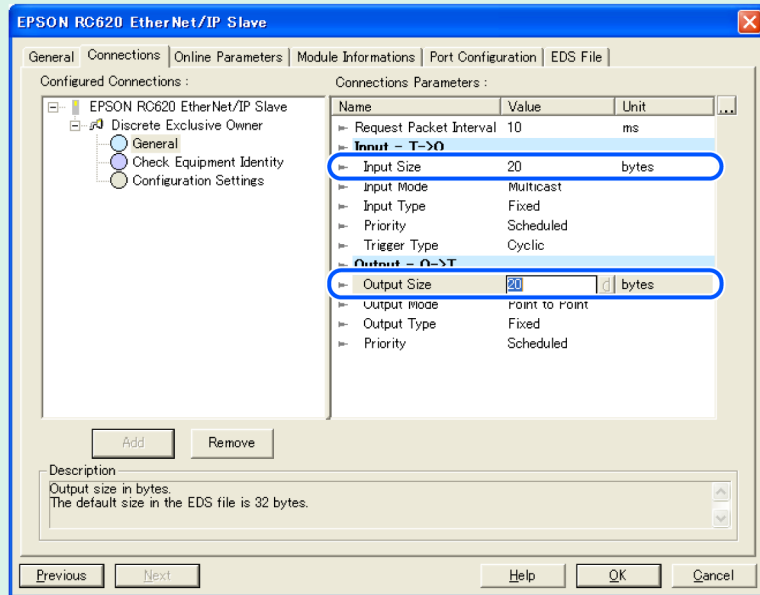 EPSON RC620 EtherNet/IP Slave
General Connections Online Parameters Module Informations Port Configuration EDS File
Configured Connections : Connections Parameters :
EPSON RC620 EtherNet/IP Slave
Discrete Exclusive Owner
General
Check Equipment Identity
Configuration Settings
Name Value Unit ...
Request Packet Interval 10 ms
Input - T->O
Input Size 20 bytes
Input Mode Multicast
Input Type Fixed
Priority Scheduled
Trigger Type Cyclic
Output - O->T
Output Size 20 d bytes
Output Mode Point to Point
Output Type Fixed
Priority Scheduled
Add Remove
Description
Output size in bytes.
The default size in the EDS file is 32 bytes.
Previous Next Help OK Cancel